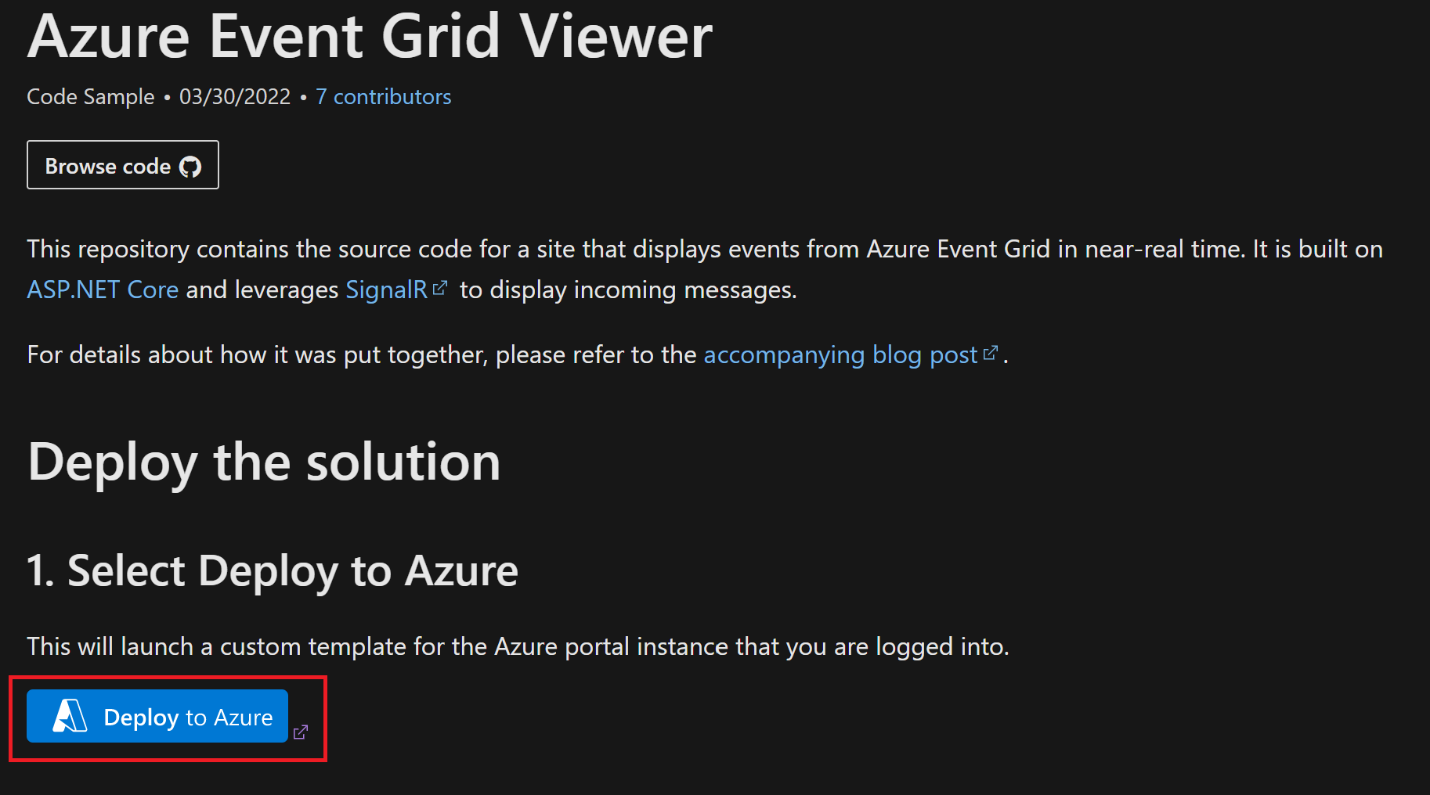 Azure Event Grid Viewer
Code Sample • 03/30/2022 • 7 contributors
Browse code
This repository contains the source code for a site that displays events from Azure Event Grid in near-real time. It is built on
ASP.NET Core and leverages SignalR to display incoming messages.
For details about how it was put together, please refer to the accompanying blog post.
Deploy the solution
1. Select Deploy to Azure
This will launch a custom template for the Azure portal instance that you are logged into.
Deploy to Azure